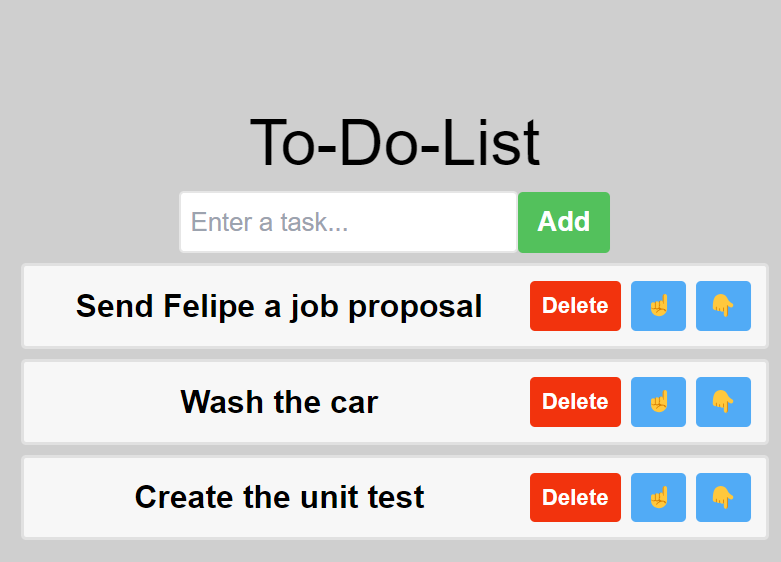 To-Do-List
Enter a task... Add
Send Felipe a job proposal Delete ☝ 👇
Wash the car Delete ☝ 👇
Create the unit test Delete ☝ 👇